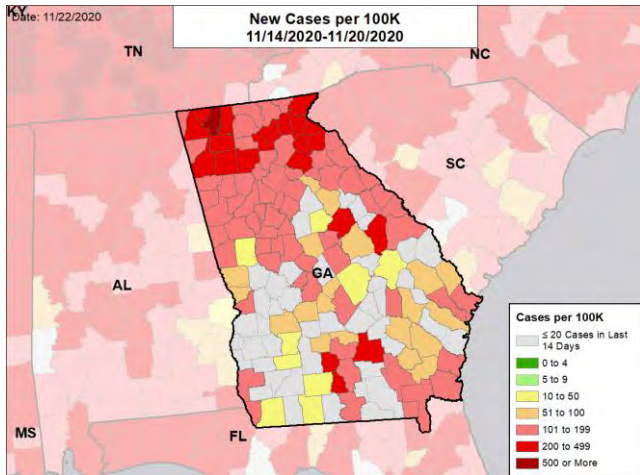 KY
Date: 11/22/2020
New Cases per 100K
11/14/2020-11/20/2020
TN
NC
SC
AL
GA
MS
FL
Cases per 100K
≤ 20 Cases in Last
14 Days
0 to 4
5 to 9
10 to 50
51 to 100
101 to 199
200 to 499
500 or More